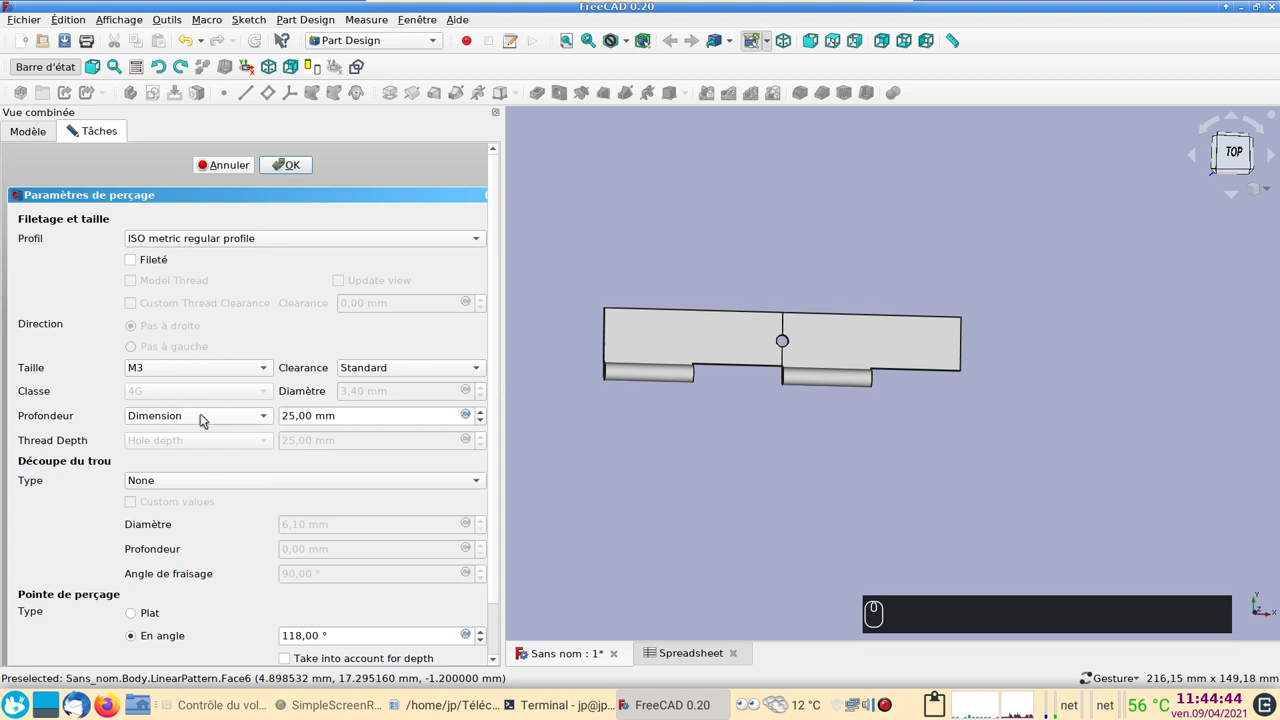 FreeCAD 0.20
Fichier Édition Affichage Outils Macro Sketch Part Design Measure Fenêtre Aide
Part Design
Barre d'état
Vue combinée
Modèle Tâches
Annuler OK
Paramètres de perçage
Filetage et taille
Profil ISO metric regular profile
Fileté
Model Thread Update view
Custom Thread Clearance Clearance 0,00 mm
Direction Pas à droite
Pas à gauche
Taille M3 Clearance Standard
Classe 4G Diamètre 3,40 mm
Profondeur Dimension 25,00 mm
Thread Depth Hole depth 25,00 mm
Découpe du trou
Type None
Custom values
Diamètre 6,10 mm
Profondeur 0,00 mm
Angle de fraisage 90,00 °
Pointe de perçage
Type Plat
En angle 118,00 °
Take into account for depth
TOP
Y
Z X
Sans nom : 1* Spreadsheet
Preselected: Sans_nom.Body.LinearPattern.Face6 (4.898532 mm, 17.295190 mm, -1.200000 mm) Gesture 216,15 mm x 149,18 mm
Contrôle du vol... SimpleScreenR... /home/jp/Téléc... Terminal - jp@jp... FreeCAD 0.20 12 °C net net 56 °C 11:44:44
ven.09/04/2021